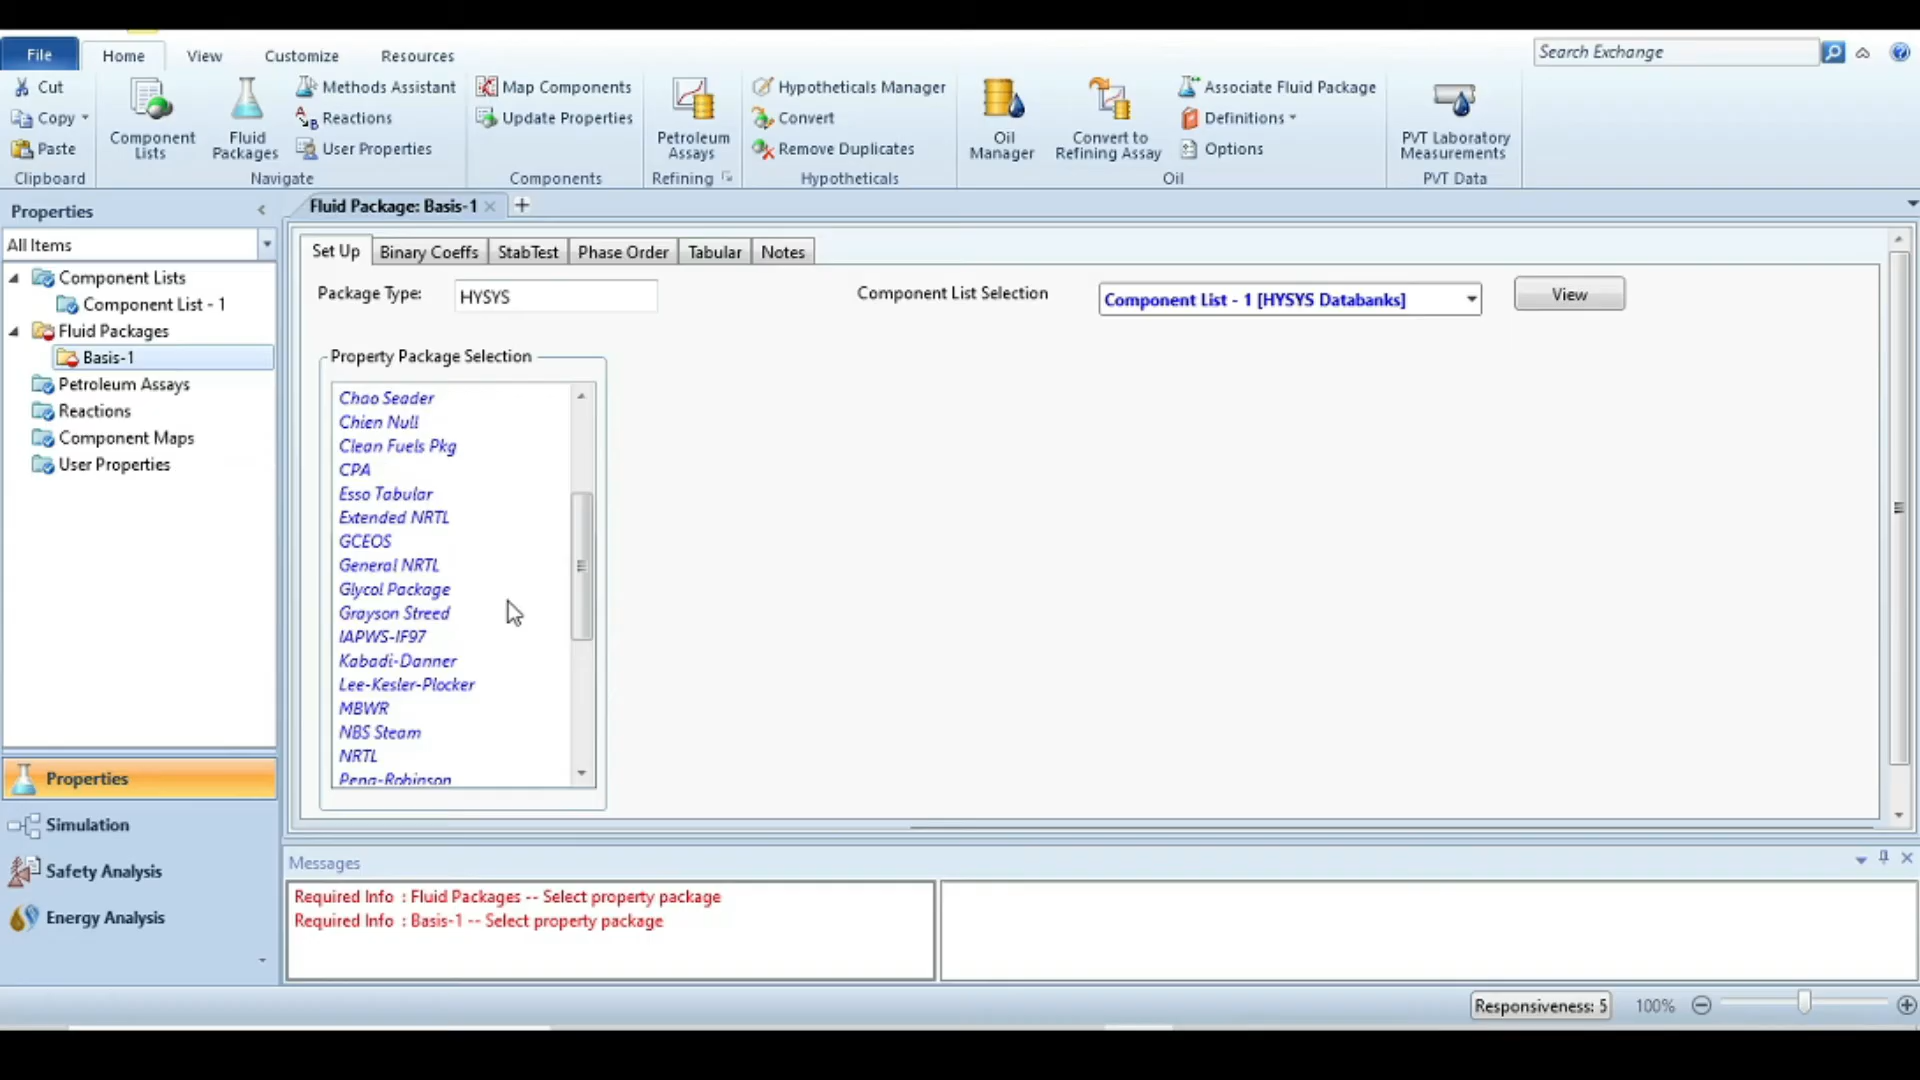 File Home View Customize Resources Search Exchange
Cut Component Lists Fluid Packages Methods Assistant Map Components Petroleum Assays Hypotheticals Manager Oil Manager Convert to Refining Assay Associate Fluid Package PVT Laboratory Measurements
Copy Reactions Update Properties Convert Definitions
Paste User Properties Remove Duplicates Options
Clipboard Navigate Components Refining Hypotheticals Oil PVT Data
Properties
All Items
Component Lists
Component List - 1
Fluid Packages
Basis-1
Petroleum Assays
Reactions
Component Maps
User Properties
Properties
Simulation
Safety Analysis
Energy Analysis
Fluid Package: Basis-1
Set Up Binary Coeffs StabTest Phase Order Tabular Notes
Package Type: HYSYS Component List Selection Component List - 1 [HYSYS Databanks] View
Property Package Selection
Chao Seader
Chien Null
Clean Fuels Pkg
CPA
Esso Tabular
Extended NRTL
GCEOS
General NRTL
Glycol Package
Grayson Streed
IAPWS-IF97
Kabadi-Danner
Lee-Kesler-Plocker
MBWR
NBS Steam
NRTL
Peng-Robinson
Messages
Required Info : Fluid Packages -- Select property package
Required Info : Basis-1 -- Select property package
Responsiveness: 5 100%